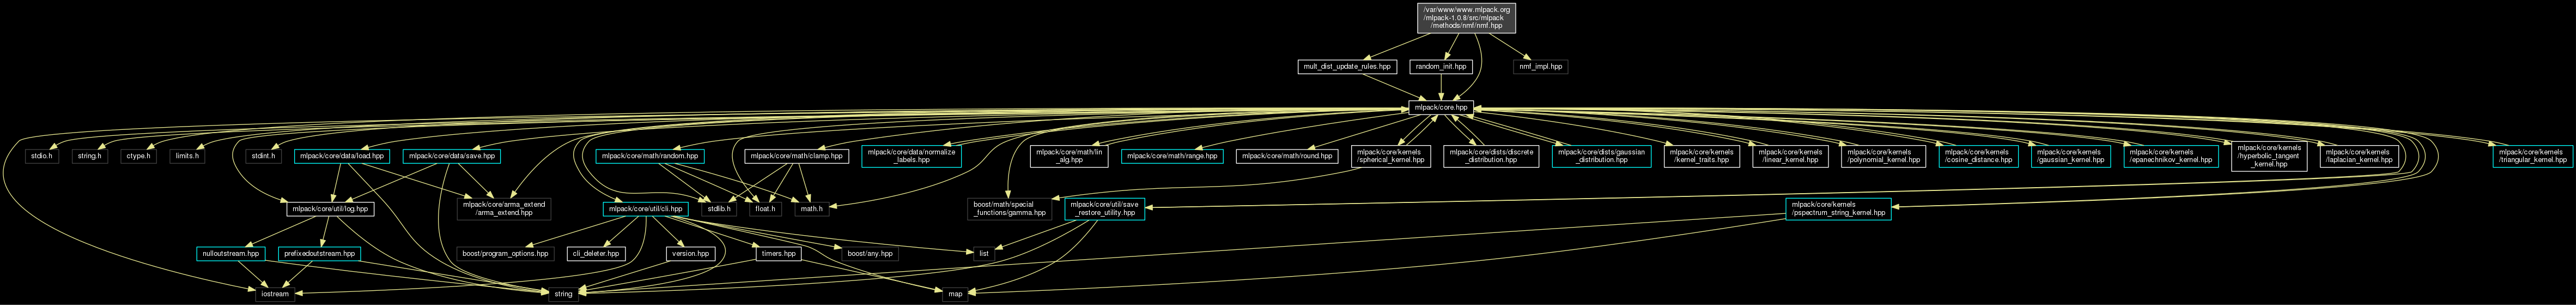 /var/www/www.mlpack.org
/mlpack-1.0.8/src/mlpack
/methods/nmf/nmf.hpp
mult_dist_update_rules.hpp
random_init.hpp
nmf_impl.hpp
mlpack/core.hpp
stdio.h
string.h
ctype.h
limits.h
stdint.h
mlpack/core/data/load.hpp
mlpack/core/data/save.hpp
mlpack/core/math/random.hpp
mlpack/core/math/clamp.hpp
mlpack/core/data/normalize
_labels.hpp
mlpack/core/math/lin
_alg.hpp
mlpack/core/math/range.hpp
mlpack/core/math/round.hpp
mlpack/core/kernels
/spherical_kernel.hpp
mlpack/core/dists/discrete
_distribution.hpp
mlpack/core/dists/gaussian
_distribution.hpp
mlpack/core/kernels
/kernel_traits.hpp
mlpack/core/kernels
/linear_kernel.hpp
mlpack/core/kernels
/polynomial_kernel.hpp
mlpack/core/kernels
/cosine_distance.hpp
mlpack/core/kernels
/gaussian_kernel.hpp
mlpack/core/kernels
/epanechnikov_kernel.hpp
mlpack/core/kernels
/hyperbolic_tangent
_kernel.hpp
mlpack/core/kernels
/laplacian_kernel.hpp
mlpack/core/kernels
/triangular_kernel.hpp
mlpack/core/util/log.hpp
mlpack/core/arma_extend
/arma_extend.hpp
mlpack/core/util/cli.hpp
stdlib.h
float.h
math.h
boost/math/special
_functions/gamma.hpp
mlpack/core/util/save
_restore_utility.hpp
mlpack/core/kernels
/pspectrum_string_kernel.hpp
nulloutstream.hpp
prefixedoutstream.hpp
boost/program_options.hpp
cli_deleter.hpp
version.hpp
timers.hpp
boost/any.hpp
list
iostream
string
map